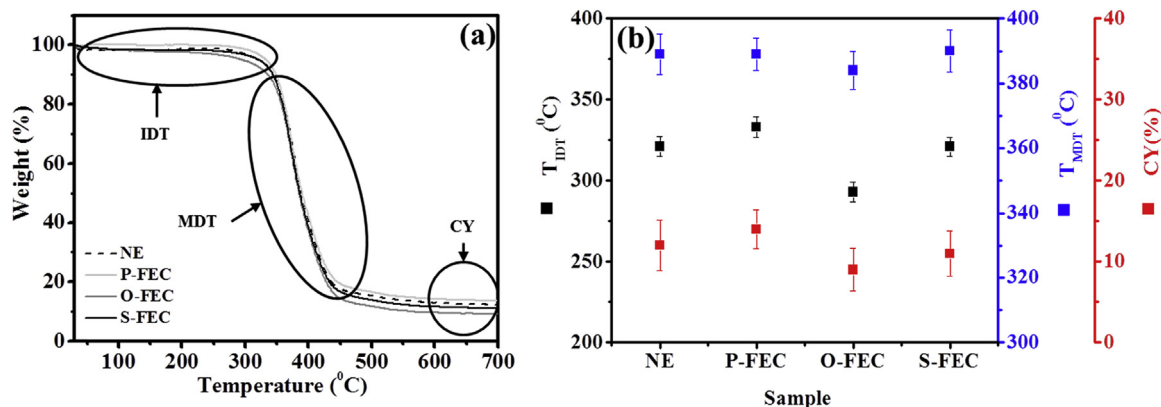 (a)
100
80
60
40
20
0
Weight (%)
IDT
MDT
CY
NE
P-FEC
O-FEC
S-FEC
100 200 300 400 500 600 700
Temperature (⁰C)
(b)
400
350
300
250
200
T_IDT (⁰C)
400
380
360
340
320
300
T_MDT (⁰C)
40
30
20
10
0
CY(%)
NE P-FEC O-FEC S-FEC
Sample